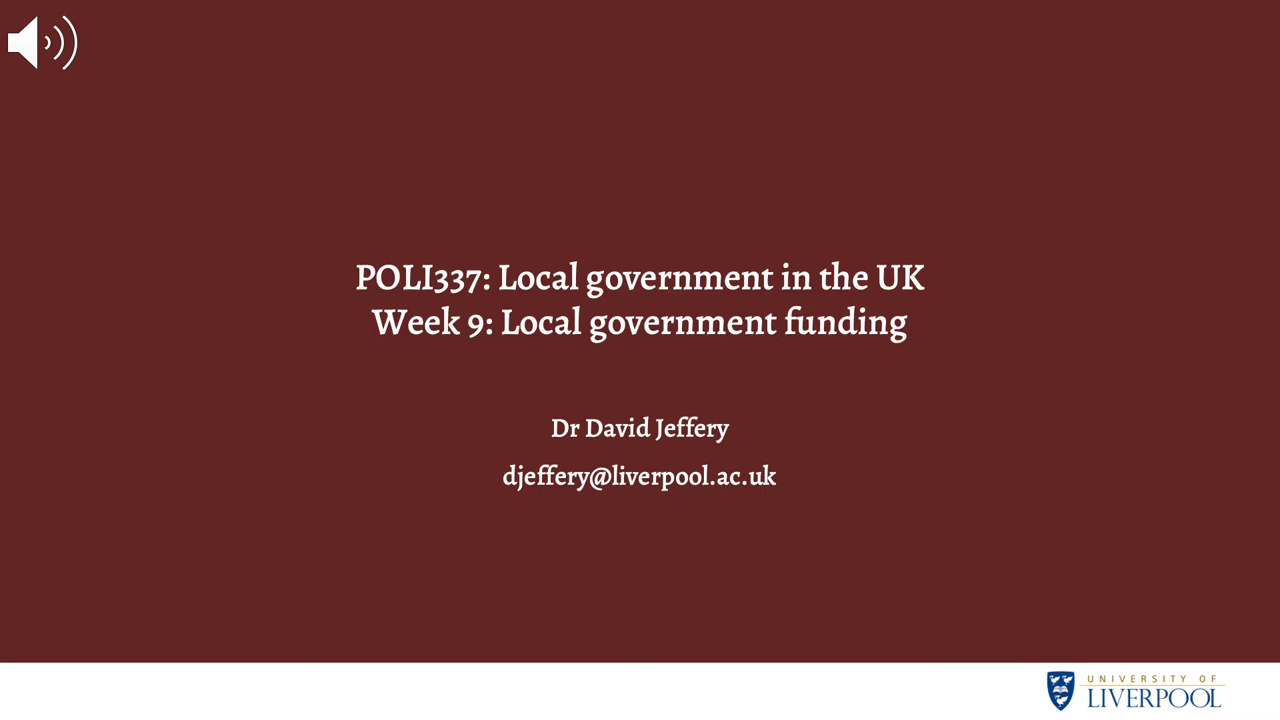 POLI337: Local government in the UK
Week 9: Local government funding
Dr David Jeffery
djeffery@liverpool.ac.uk
UNIVERSITY OF
LIVERPOOL